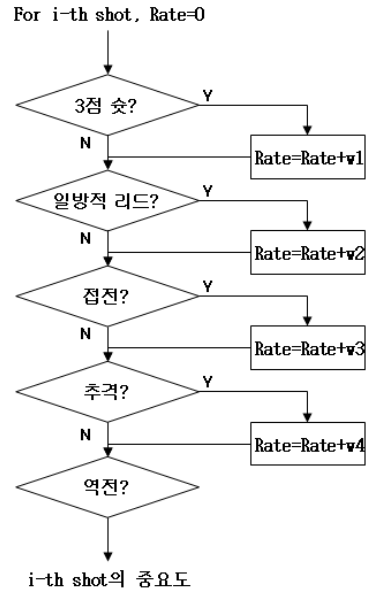 For i-th shot, Rate=0
3점 슛?
Y
N
Rate=Rate+w1
일방적 리드?
Y
N
Rate=Rate+w2
접전?
Y
N
Rate=Rate+w3
추격?
Y
N
Rate=Rate+w4
역전?
i-th shot의 중요도